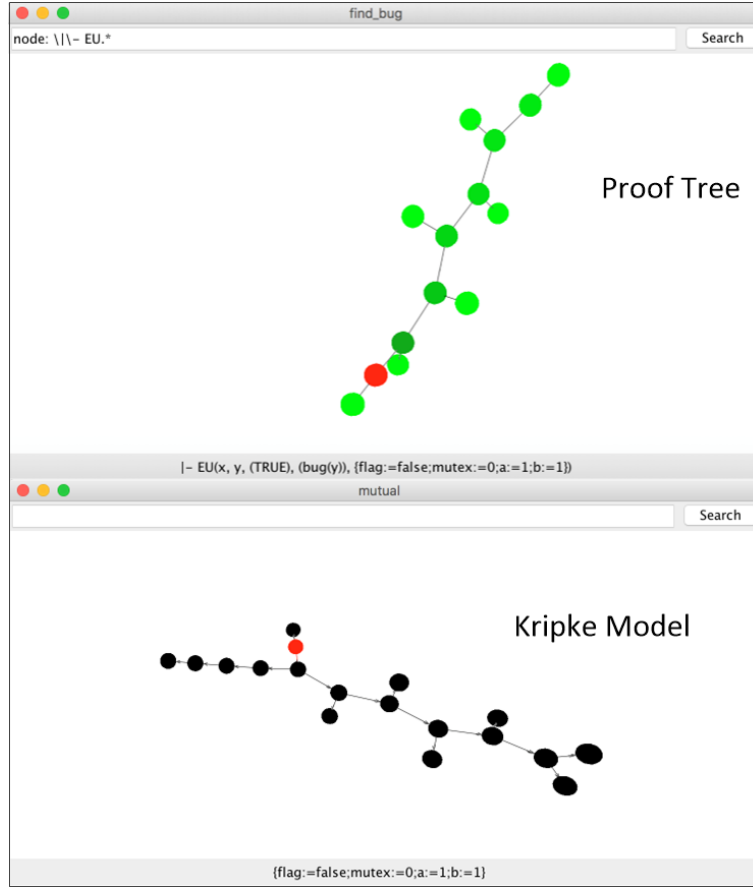 find_bug
node: \|\- EU.*
Search
Proof Tree
|- EU(x, y, (TRUE), (bug(y)), {flag:=false;mutex:=0;a:=1;b:=1})
mutual
Search
Kripke Model
{flag:=false;mutex:=0;a:=1;b:=1}